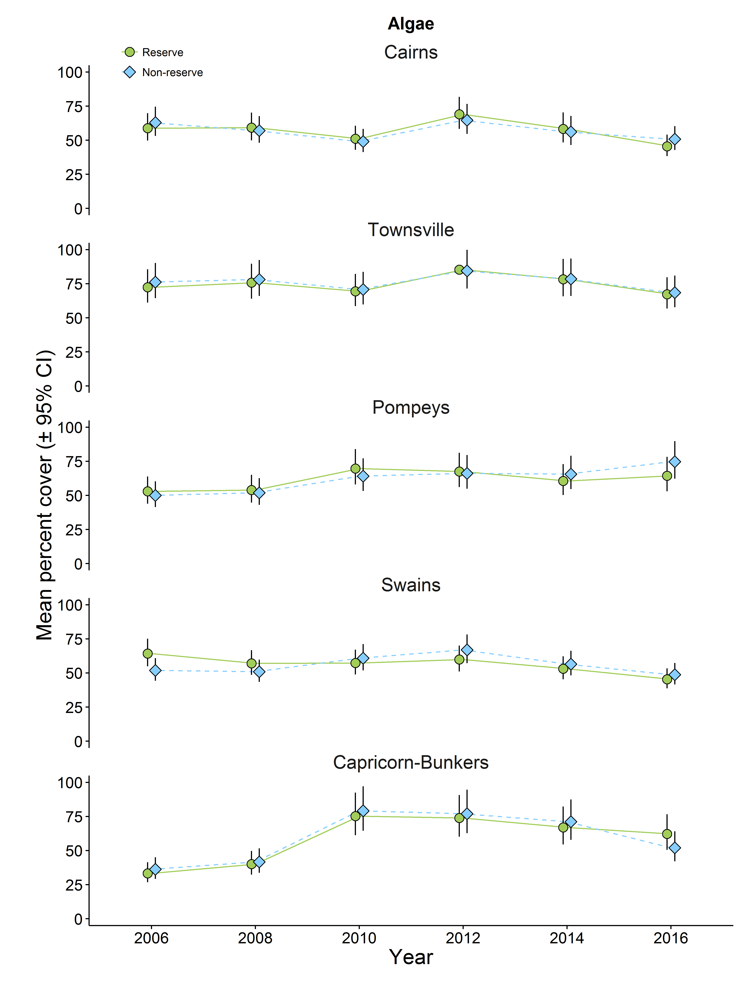 Algae
Cairns
Reserve
Non-reserve
100
75
50
25
0
Townsville
100
75
50
25
0
Pompeys
100
75
50
25
0
Swains
100
75
50
25
0
Capricorn-Bunkers
100
75
50
25
0
Mean percent cover (± 95% CI)
2006 2008 2010 2012 2014 2016
Year